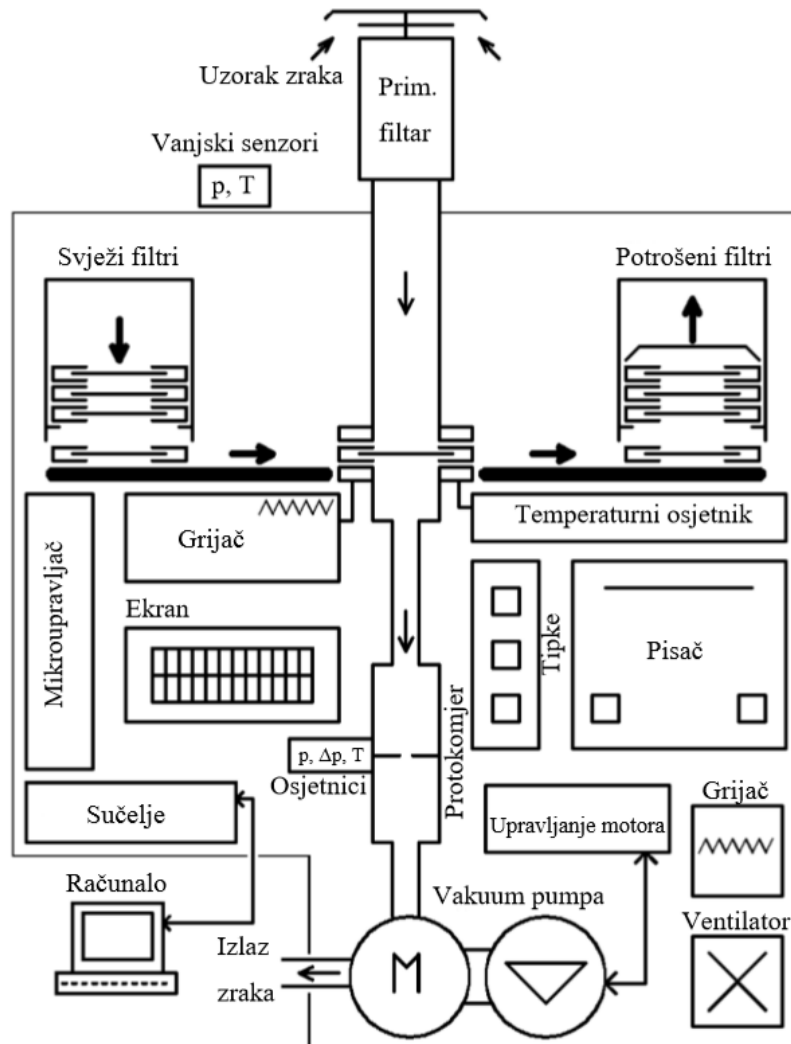 Uzorak zraka
Prim.
filtar
Vanjski senzori
p, T
Svježi filtri
Potrošeni filtri
Mikroupravljač
Grijač
Temperaturni osjetnik
Ekran
Tipke
Pisač
p, Δp, T
Osjetnici
Protokomjer
Sučelje
Upravljanje motora
Grijač
Računalo
Vakuum pumpa
Ventilator
Izlaz
zraka
M